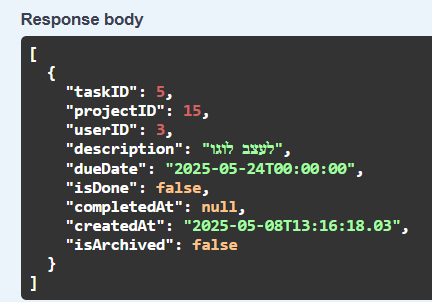 Response body
[
  {
    "taskID": 5,
    "projectID": 15,
    "userID": 3,
    "description": "לעצב לוגו",
    "dueDate": "2025-05-24T00:00:00",
    "isDone": false,
    "completedAt": null,
    "createdAt": "2025-05-08T13:16:18.03",
    "isArchived": false
  }
]